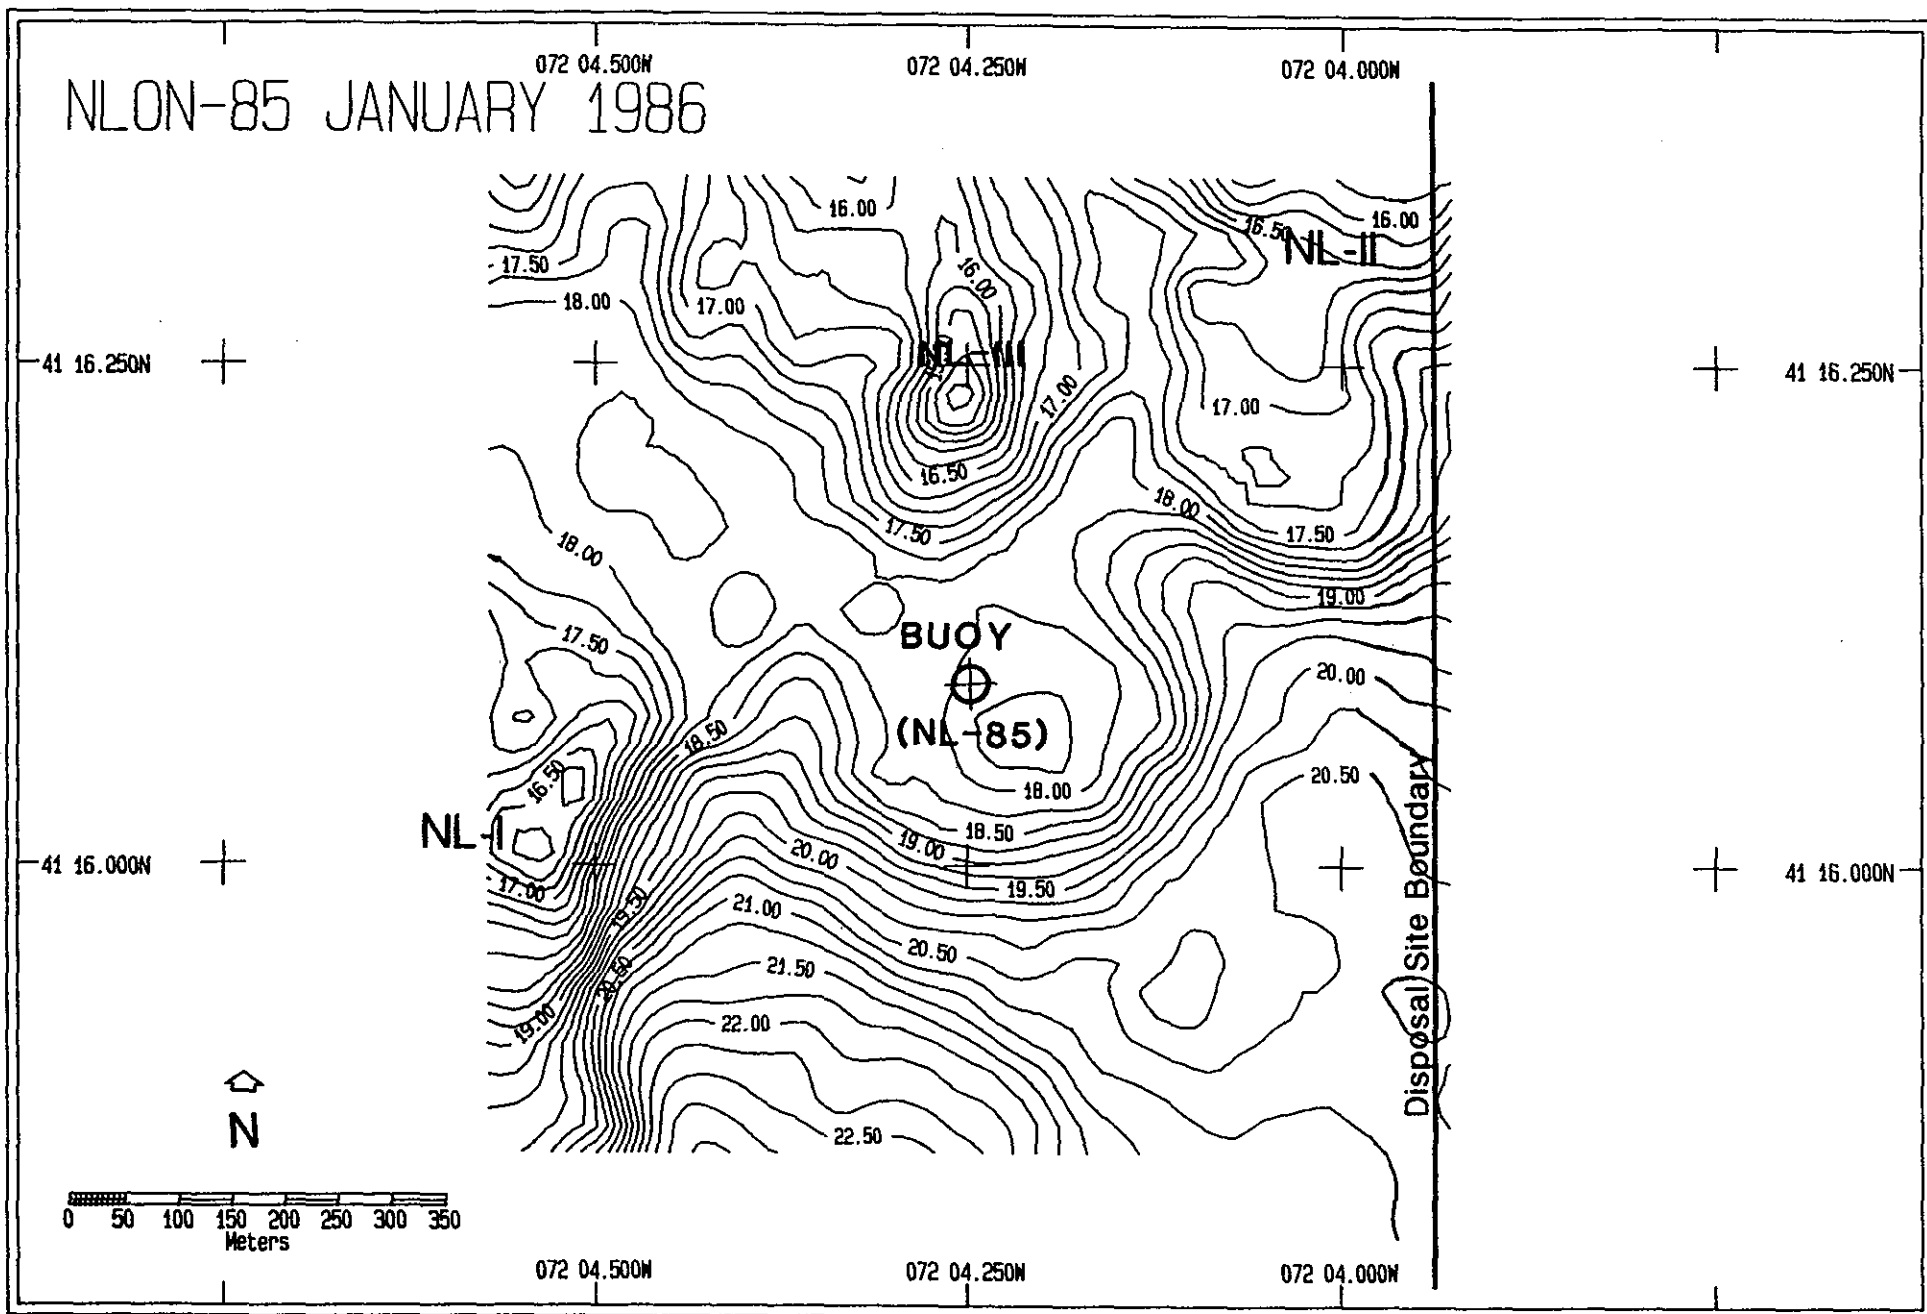 072 04.500W
072 04.250W
072 04.000W
NLON-85 JANUARY 1986
16.00
16.00
16.50
NL-II
17.50
16.00
18.00
17.00
41 16.250N
NL-III
41 16.250N
17.00
17.00
16.50
18.00
17.50
17.50
18.00
19.00
17.50
BUOY
20.00
(NL-85)
18.50
16.50
20.50
18.00
NL-I
18.50
19.00
20.00
41 16.000N
41 16.000N
17.00
19.50
19.50
21.00
20.50
21.50
20.50
19.00
22.00
Disposal Site Boundary
N
22.50
0 50 100 150 200 250 300 350
Meters
072 04.500W
072 04.250W
072 04.000W